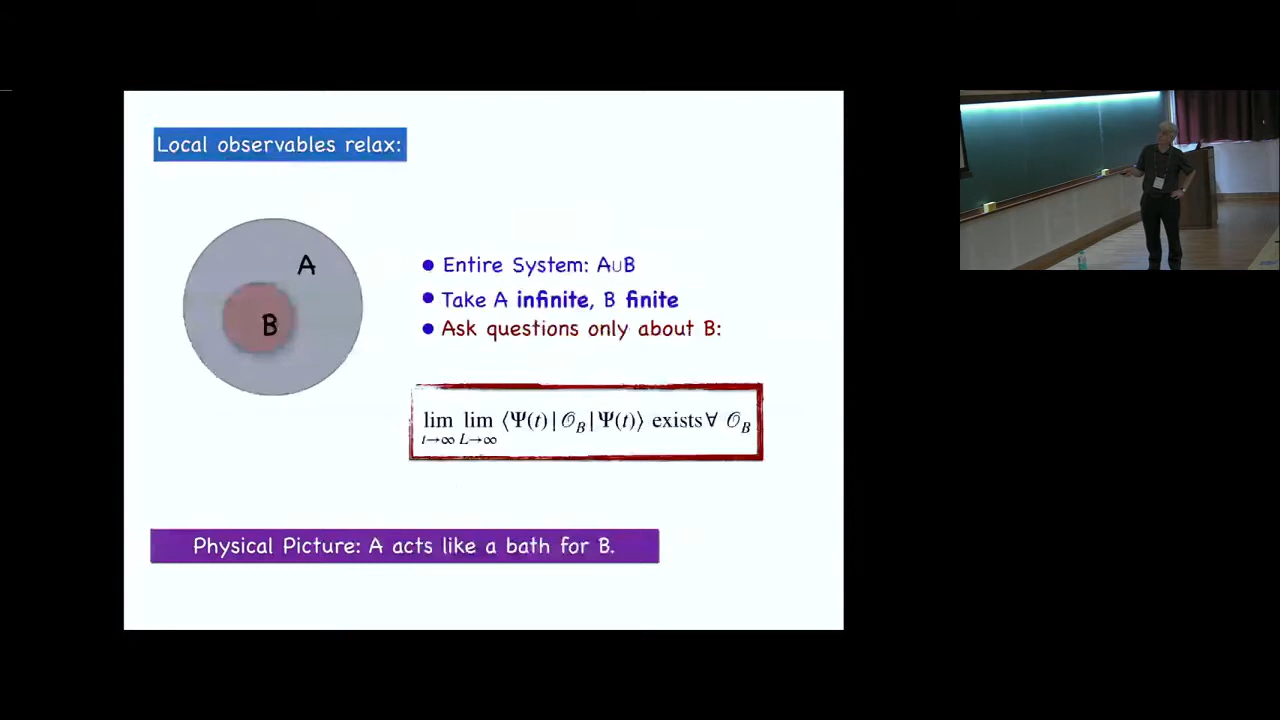 Local observables relax:
A
B
● Entire System: A∪B
● Take A infinite, B finite
● Ask questions only about B:
lim lim ⟨Ψ(t)|𝒪_B|Ψ(t)⟩ exists ∀ 𝒪_B
t→∞ L→∞
Physical Picture: A acts like a bath for B.